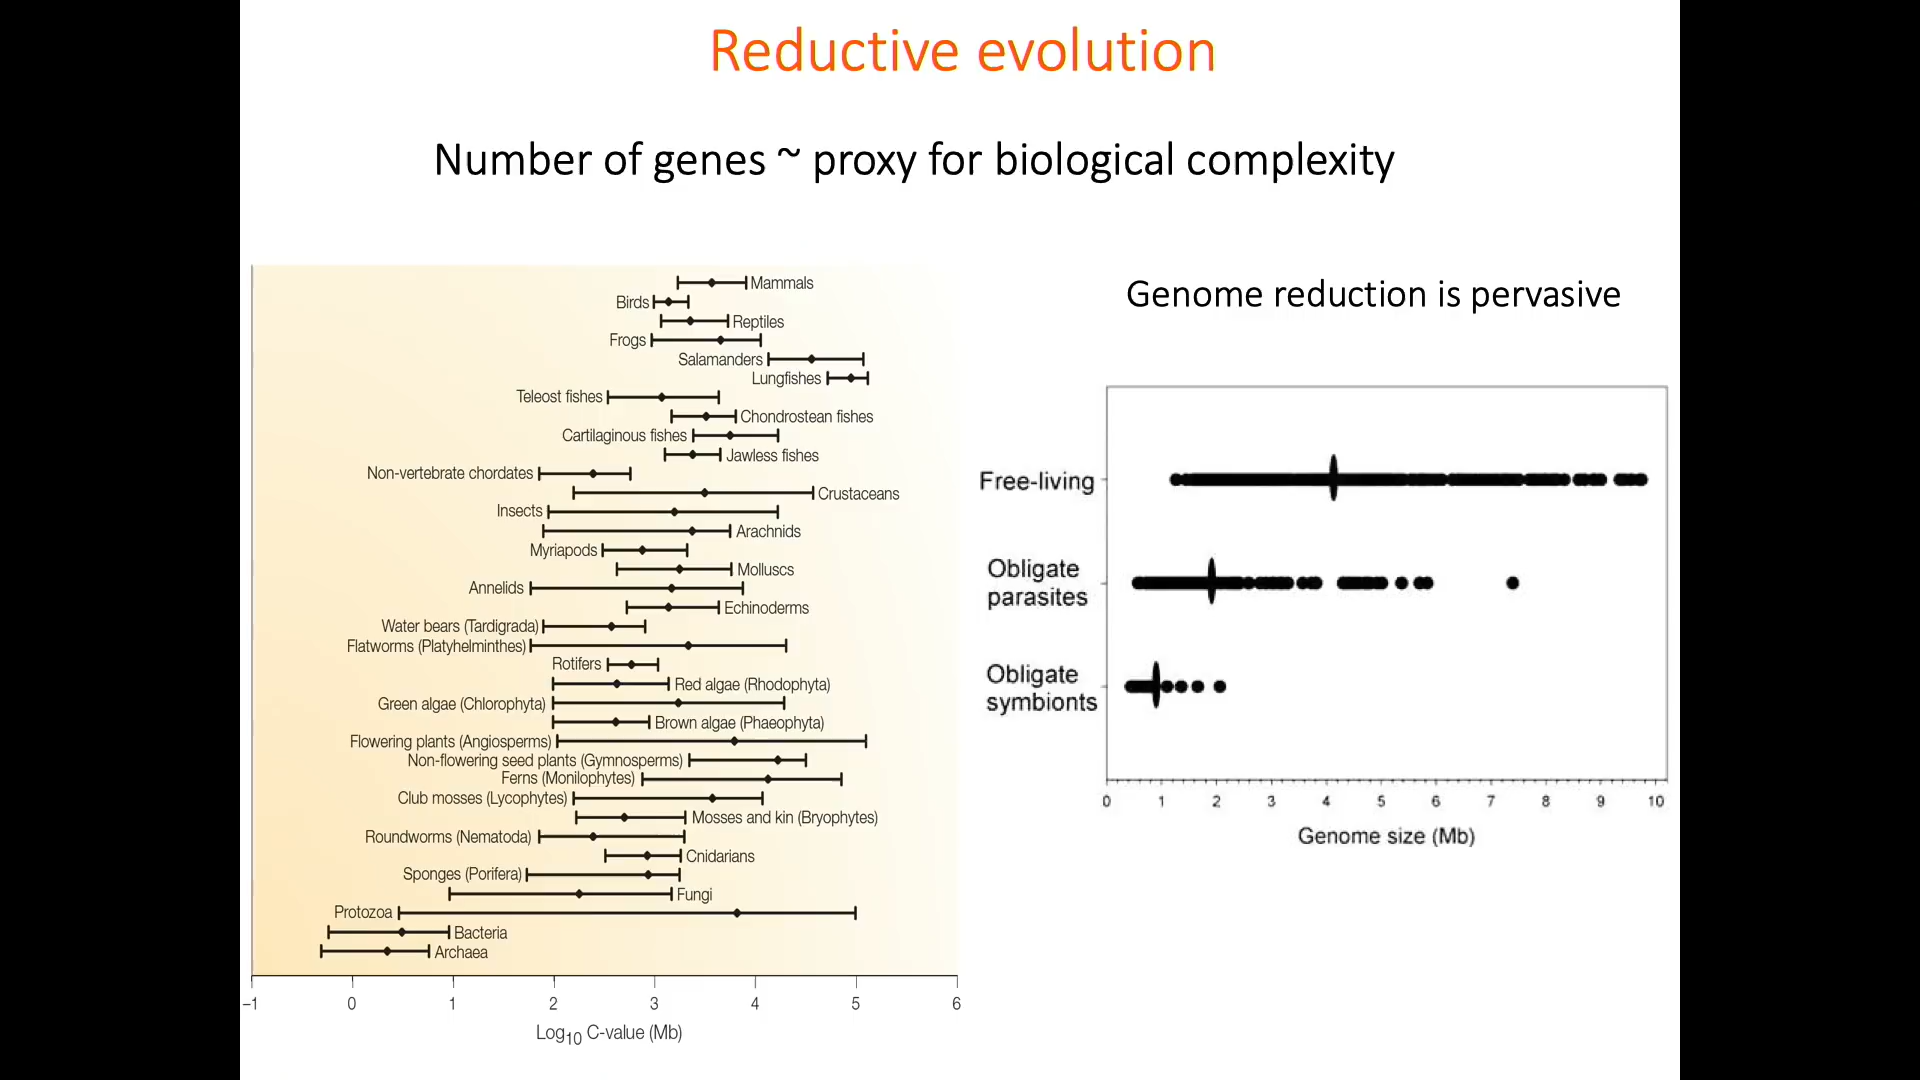 Reductive evolution
Number of genes ~ proxy for biological complexity
Mammals
Birds
Reptiles
Frogs
Salamanders
Lungfishes
Teleost fishes
Chondrostean fishes
Cartilaginous fishes
Jawless fishes
Non-vertebrate chordates
Crustaceans
Insects
Arachnids
Myriapods
Molluscs
Annelids
Echinoderms
Water bears (Tardigrada)
Flatworms (Platyhelminthes)
Rotifers
Red algae (Rhodophyta)
Green algae (Chlorophyta)
Brown algae (Phaeophyta)
Flowering plants (Angiosperms)
Non-flowering seed plants (Gymnosperms)
Ferns (Monilophytes)
Club mosses (Lycophytes)
Mosses and kin (Bryophytes)
Roundworms (Nematoda)
Cnidarians
Sponges (Porifera)
Fungi
Protozoa
Bacteria
Archaea
−1 0 1 2 3 4 5 6
Log10 C-value (Mb)
Genome reduction is pervasive
Free-living
Obligate
parasites
Obligate
symbionts
0 1 2 3 4 5 6 7 8 9 10
Genome size (Mb)